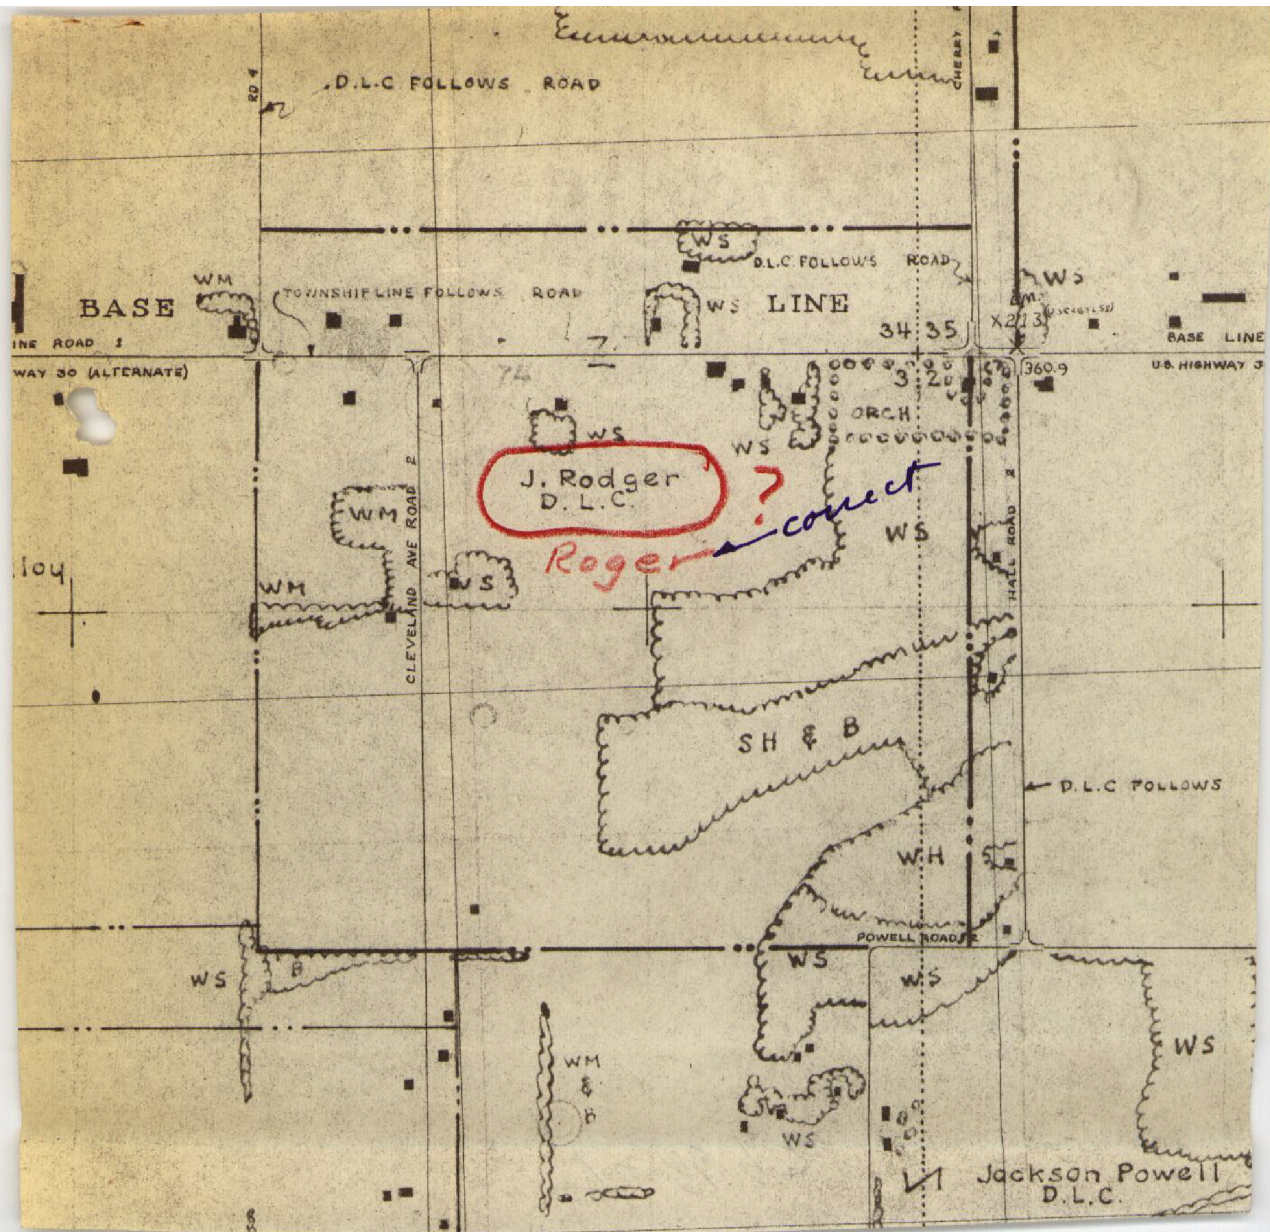 CHERRY
RD 4
.D.L.C FOLLOWS ROAD
WS
D.L.C. FOLLOWS ROAD
WM
WS
TOWNSHIP LINE FOLLOWS ROAD
BASE
WS
LINE
34 35
X213
INE ROAD 1
BASE LINE
WAY 30 (ALTERNATE)
74
3 2
360.9
U.S. HIGHWAY 3
ORCH
WS
WS
J. Rodger
D.L.C.
?
correct
Roger
CLEVELAND AVE ROAD 2
HALL ROAD 2
WM
WS
loy
WM
WS
SH & B
D.L.C FOLLOWS
WH
POWELL ROAD 2
WS
B
WS
WS
WS
WM
&
B
WS
Jackson Powell
D.L.C.